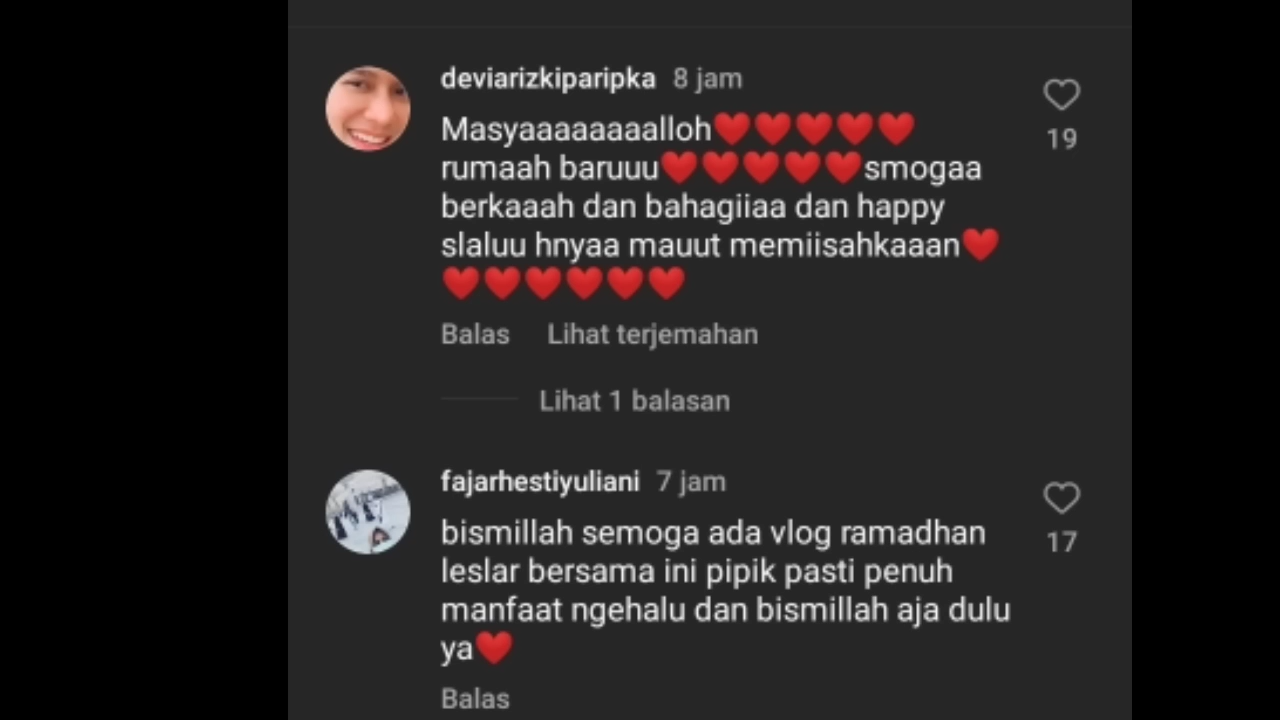 deviarizkiparipka 8 jam
Masyaaaaaaaalloh❤️❤️❤️❤️❤️
19
rumaah baruuu❤️❤️❤️❤️❤️smogaa
berkaaah dan bahagiiaa dan happy
slaluu hnyaa mauut memiisahkaaan❤️
❤️❤️❤️❤️❤️❤️
Balas Lihat terjemahan
Lihat 1 balasan
fajarhestiyuliani 7 jam
bismillah semoga ada vlog ramadhan
17
leslar bersama ini pipik pasti penuh
manfaat ngehalu dan bismillah aja dulu
ya❤️
Balas